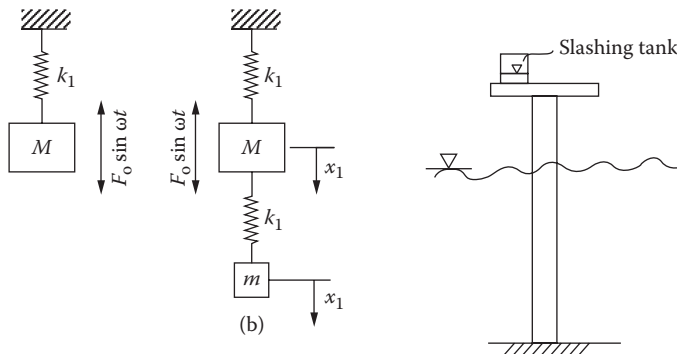 k1
M
F₀ sin ωt
k1
M
F₀ sin ωt
x1
k1
m
x1
(b)
Slashing tank